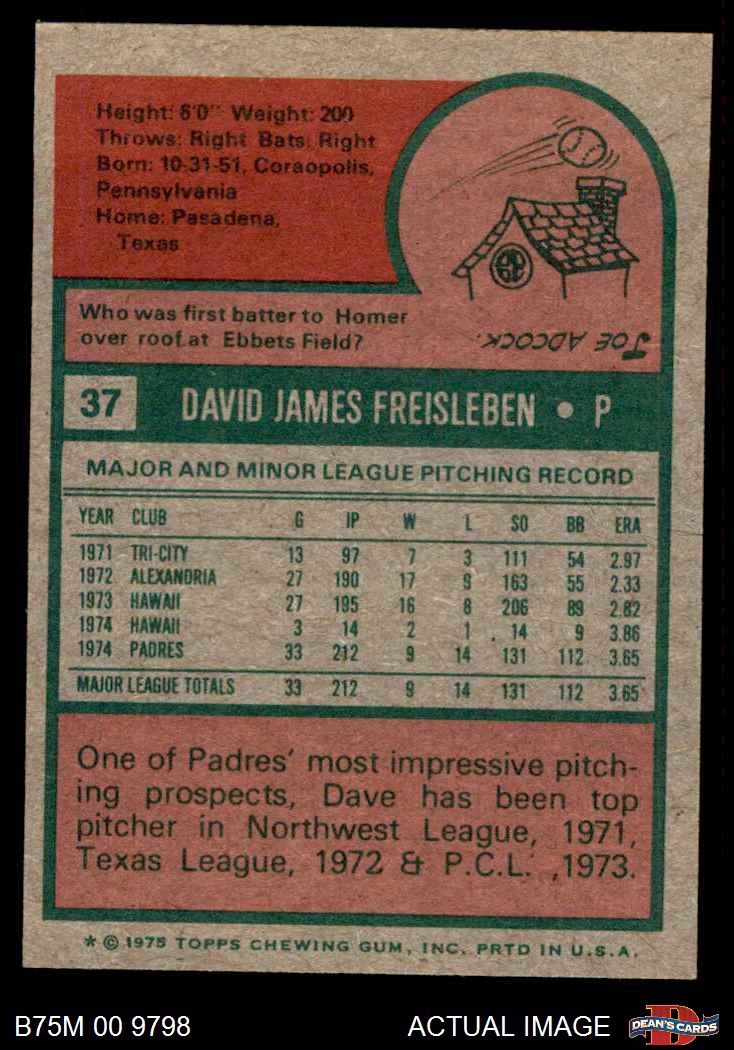 Height: 6'0" Weight: 200
Throws: Right Bats: Right
Born: 10-31-51, Coraopolis,
Pennsylvania
Home: Pasadena,
Texas
Who was first batter to Homer
over roof at Ebbets Field?
JOE ADCOCK.
37 DAVID JAMES FREISLEBEN • P
MAJOR AND MINOR LEAGUE PITCHING RECORD
YEAR CLUB G IP W L SO BB ERA
1971 TRI-CITY 13 97 7 3 111 54 2.97
1972 ALEXANDRIA 27 190 17 9 163 55 2.33
1973 HAWAII 27 195 16 8 206 89 2.82
1974 HAWAII 3 14 2 1 14 9 3.86
1974 PADRES 33 212 9 14 131 112 3.65
MAJOR LEAGUE TOTALS 33 212 9 14 131 112 3.65
One of Padres' most impressive pitch-
ing prospects, Dave has been top
pitcher in Northwest League, 1971,
Texas League, 1972 & P.C.L. ,1973.
* © 1975 TOPPS CHEWING GUM, INC. PRTD IN U.S.A.
B75M 00 9798 ACTUAL IMAGE DEAN'S CARDS